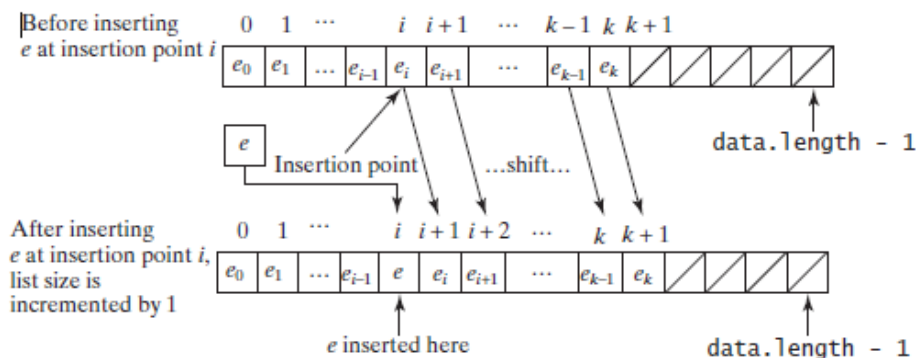 Before inserting
e at insertion point i
0 1 ... i i+1 ... k-1 k k+1
e0 e1 ... ei-1 ei ei+1 ... ek-1 ek
e
Insertion point
...shift...
data.length - 1
After inserting
e at insertion point i,
list size is
incremented by 1
0 1 ... i i+1 i+2 ... k k+1
e0 e1 ... ei-1 e ei ei+1 ... ek-1 ek
e inserted here
data.length - 1